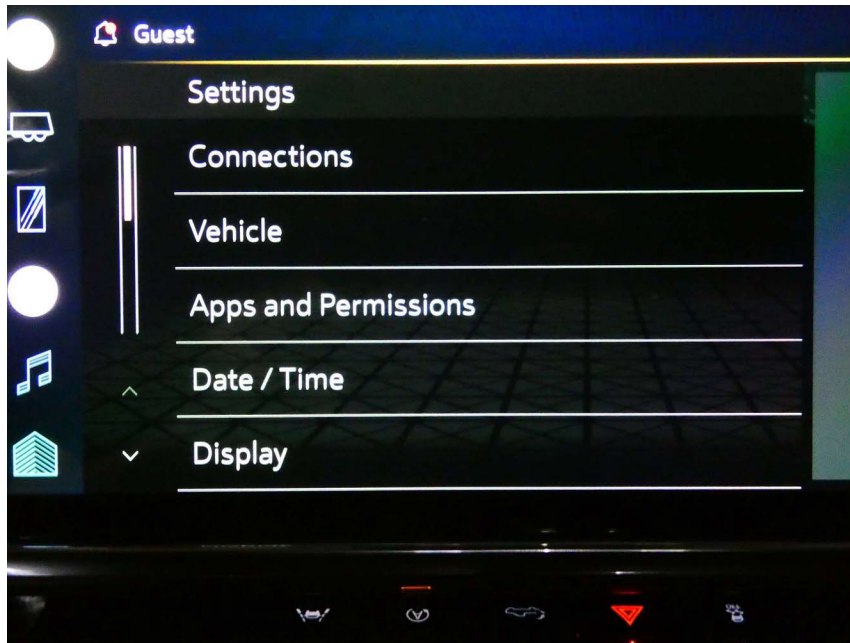 Guest
Settings
Connections
Vehicle
Apps and Permissions
Date / Time
Display